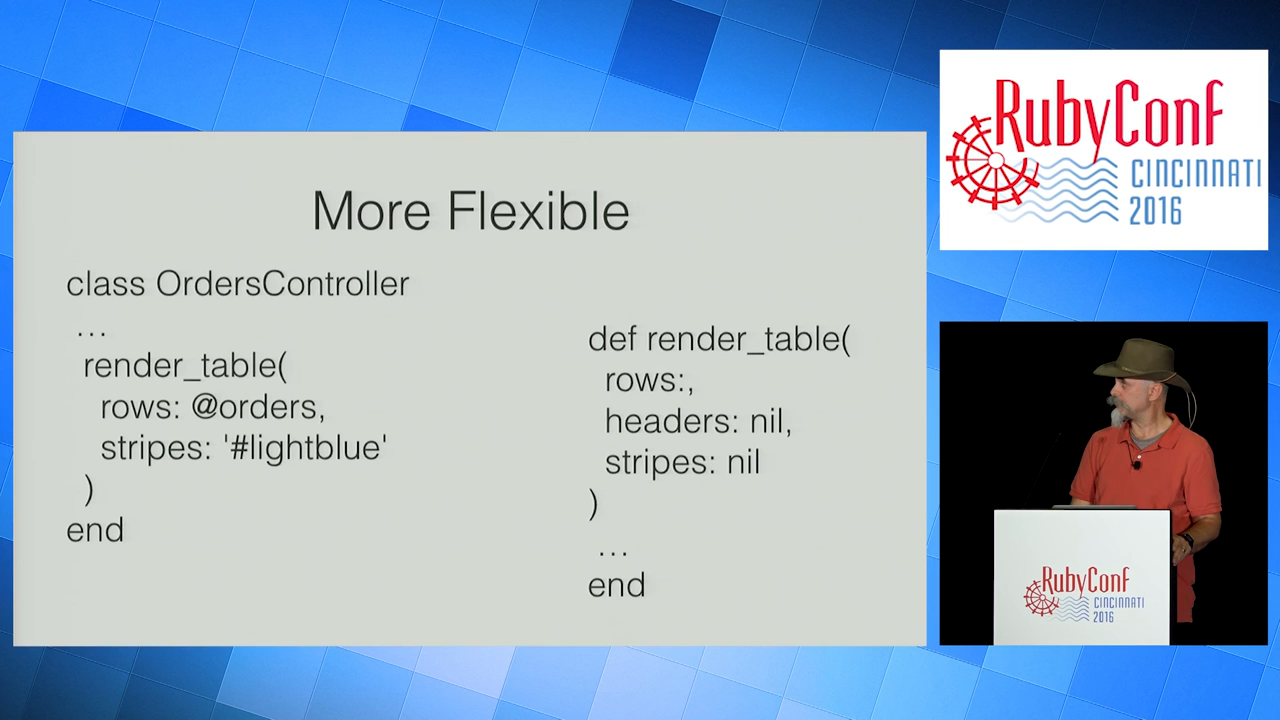 More Flexible
class OrdersController
…
render_table(
rows: @orders,
stripes: '#lightblue'
)
end
def render_table(
rows:,
headers: nil,
stripes: nil
)
…
end
RubyConf
CINCINNATI
2016
RubyConf
CINCINNATI
2016